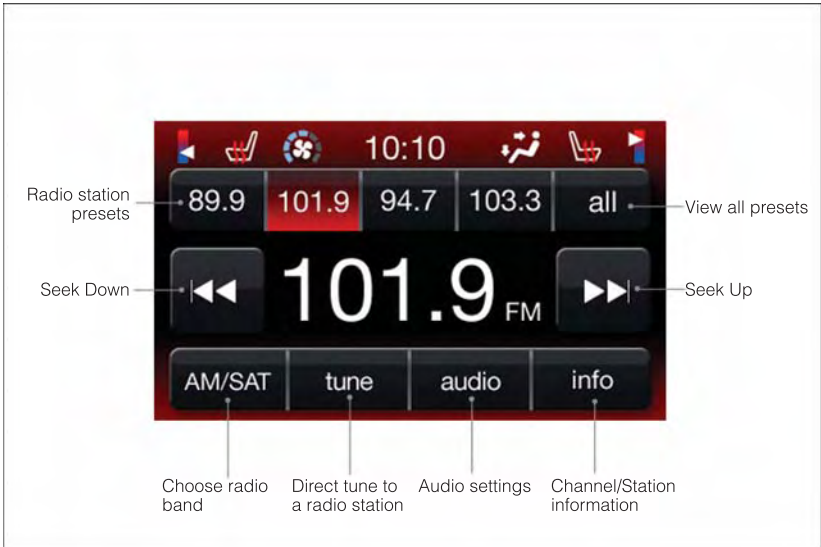 10:10
Radio station
presets
89.9 101.9 94.7 103.3 all
View all presets
Seek Down
101.9 FM
Seek Up
AM/SAT tune audio info
Choose radio
band
Direct tune to
a radio station
Audio settings
Channel/Station
information